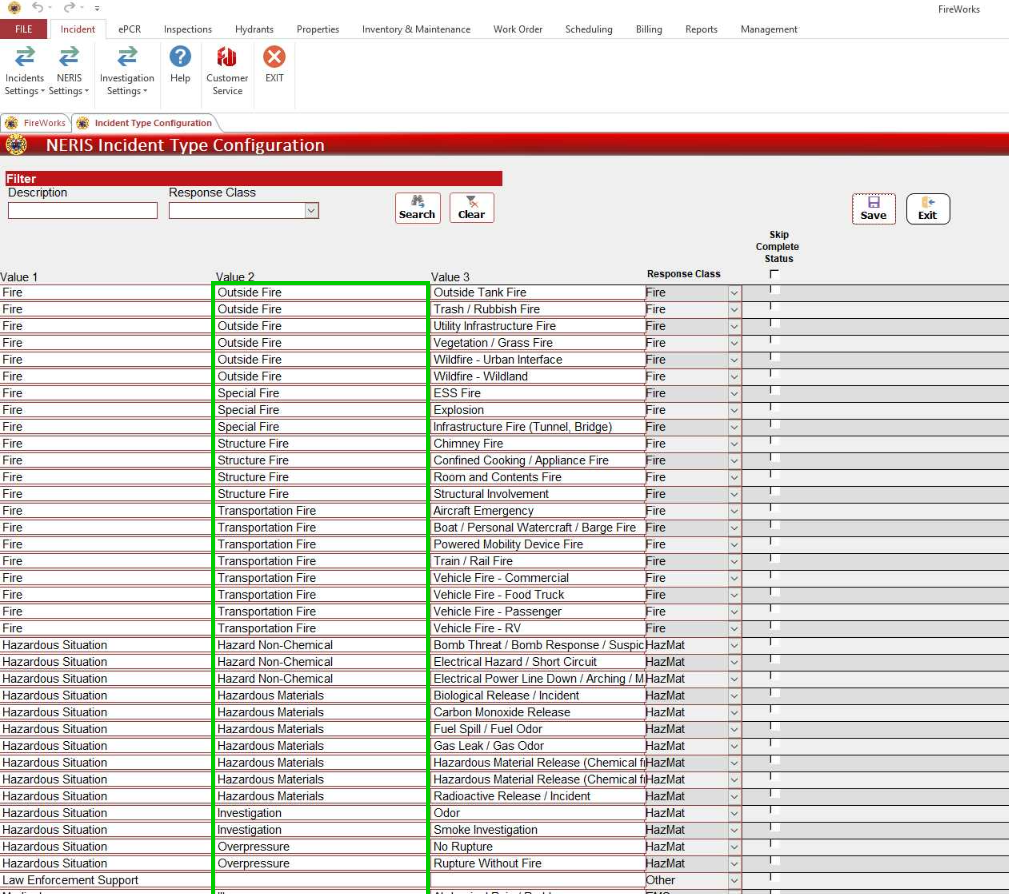 FireWorks
FILE Incident ePCR Inspections Hydrants Properties Inventory & Maintenance Work Order Scheduling Billing Reports Management
Incidents Settings NERIS Settings Investigation Settings Help Customer Service EXIT
FireWorks Incident Type Configuration
NERIS Incident Type Configuration
Filter
Description Response Class
Search Clear Save Exit
Skip
Complete
Status
Value 1 Value 2 Value 3 Response Class
Fire Outside Fire Outside Tank Fire Fire
Fire Outside Fire Trash / Rubbish Fire Fire
Fire Outside Fire Utility Infrastructure Fire Fire
Fire Outside Fire Vegetation / Grass Fire Fire
Fire Outside Fire Wildfire - Urban Interface Fire
Fire Outside Fire Wildfire - Wildland Fire
Fire Special Fire ESS Fire Fire
Fire Special Fire Explosion Fire
Fire Special Fire Infrastructure Fire (Tunnel, Bridge) Fire
Fire Structure Fire Chimney Fire Fire
Fire Structure Fire Confined Cooking / Appliance Fire Fire
Fire Structure Fire Room and Contents Fire Fire
Fire Structure Fire Structural Involvement Fire
Fire Transportation Fire Aircraft Emergency Fire
Fire Transportation Fire Boat / Personal Watercraft / Barge Fire Fire
Fire Transportation Fire Powered Mobility Device Fire Fire
Fire Transportation Fire Train / Rail Fire Fire
Fire Transportation Fire Vehicle Fire - Commercial Fire
Fire Transportation Fire Vehicle Fire - Food Truck Fire
Fire Transportation Fire Vehicle Fire - Passenger Fire
Fire Transportation Fire Vehicle Fire - RV Fire
Hazardous Situation Hazard Non-Chemical Bomb Threat / Bomb Response / Suspic HazMat
Hazardous Situation Hazard Non-Chemical Electrical Hazard / Short Circuit HazMat
Hazardous Situation Hazard Non-Chemical Electrical Power Line Down / Arching / M HazMat
Hazardous Situation Hazardous Materials Biological Release / Incident HazMat
Hazardous Situation Hazardous Materials Carbon Monoxide Release HazMat
Hazardous Situation Hazardous Materials Fuel Spill / Fuel Odor HazMat
Hazardous Situation Hazardous Materials Gas Leak / Gas Odor HazMat
Hazardous Situation Hazardous Materials Hazardous Material Release (Chemical f HazMat
Hazardous Situation Hazardous Materials Hazardous Material Release (Chemical f HazMat
Hazardous Situation Hazardous Materials Radioactive Release / Incident HazMat
Hazardous Situation Investigation Odor HazMat
Hazardous Situation Investigation Smoke Investigation HazMat
Hazardous Situation Overpressure No Rupture HazMat
Hazardous Situation Overpressure Rupture Without Fire HazMat
Law Enforcement Support Other